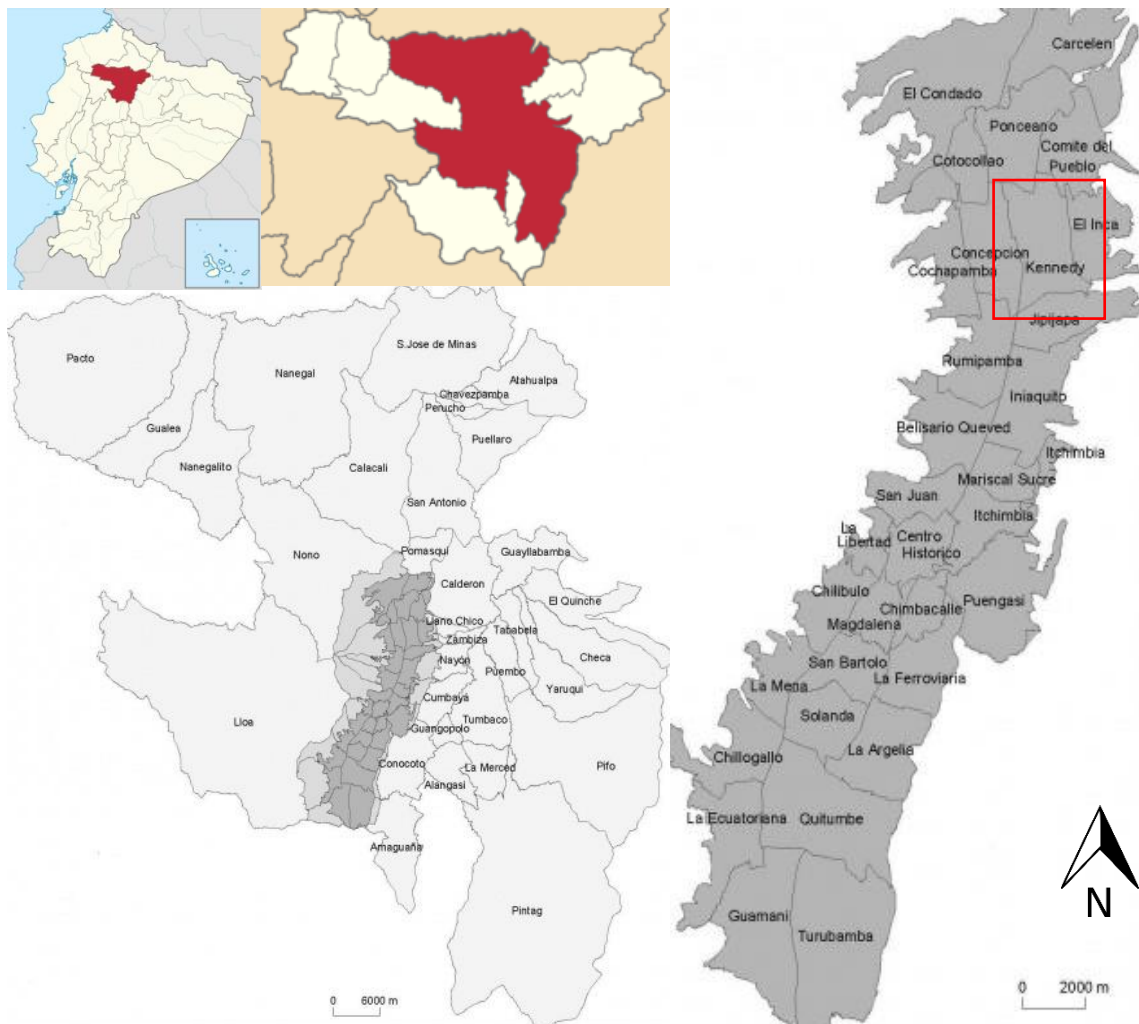 Pacto
Gualea
Nanegalito
Nanegal
S.Jose de Minas
Atahualpa
Chavezpamba
Perucho
Puellaro
Calacali
San Antonio
Nono
Pomasqui
Guayllabamba
Calderon
El Quinche
Llano Chico
Tababela
Zambiza
Checa
Nayón
Puembo
Yaruqui
Cumbayá
Lloa
Tumbaco
Guangopolo
Conocoto
La Merced
Pifo
Alangasi
Amaguaña
Pintag
0 6000 m
Carcelen
El Condado
Ponceano
Comite del
Pueblo
Cotocollao
El Inca
Concepcion
Cochapamba
Kennedy
Jipijapa
Rumipamba
Iniaquito
Belisario Queved
Itchimbia
Mariscal Sucre
San Juan
Itchimbia
La
Libertad
Centro
Historico
Chilibulo
Puengasi
Chimbacalle
Magdalena
San Bartolo
La Ferroviaria
La Mena
Solanda
La Argelia
Chillogallo
La Ecuatoriana
Quitumbe
Guamani
Turubamba
N
0 2000 m